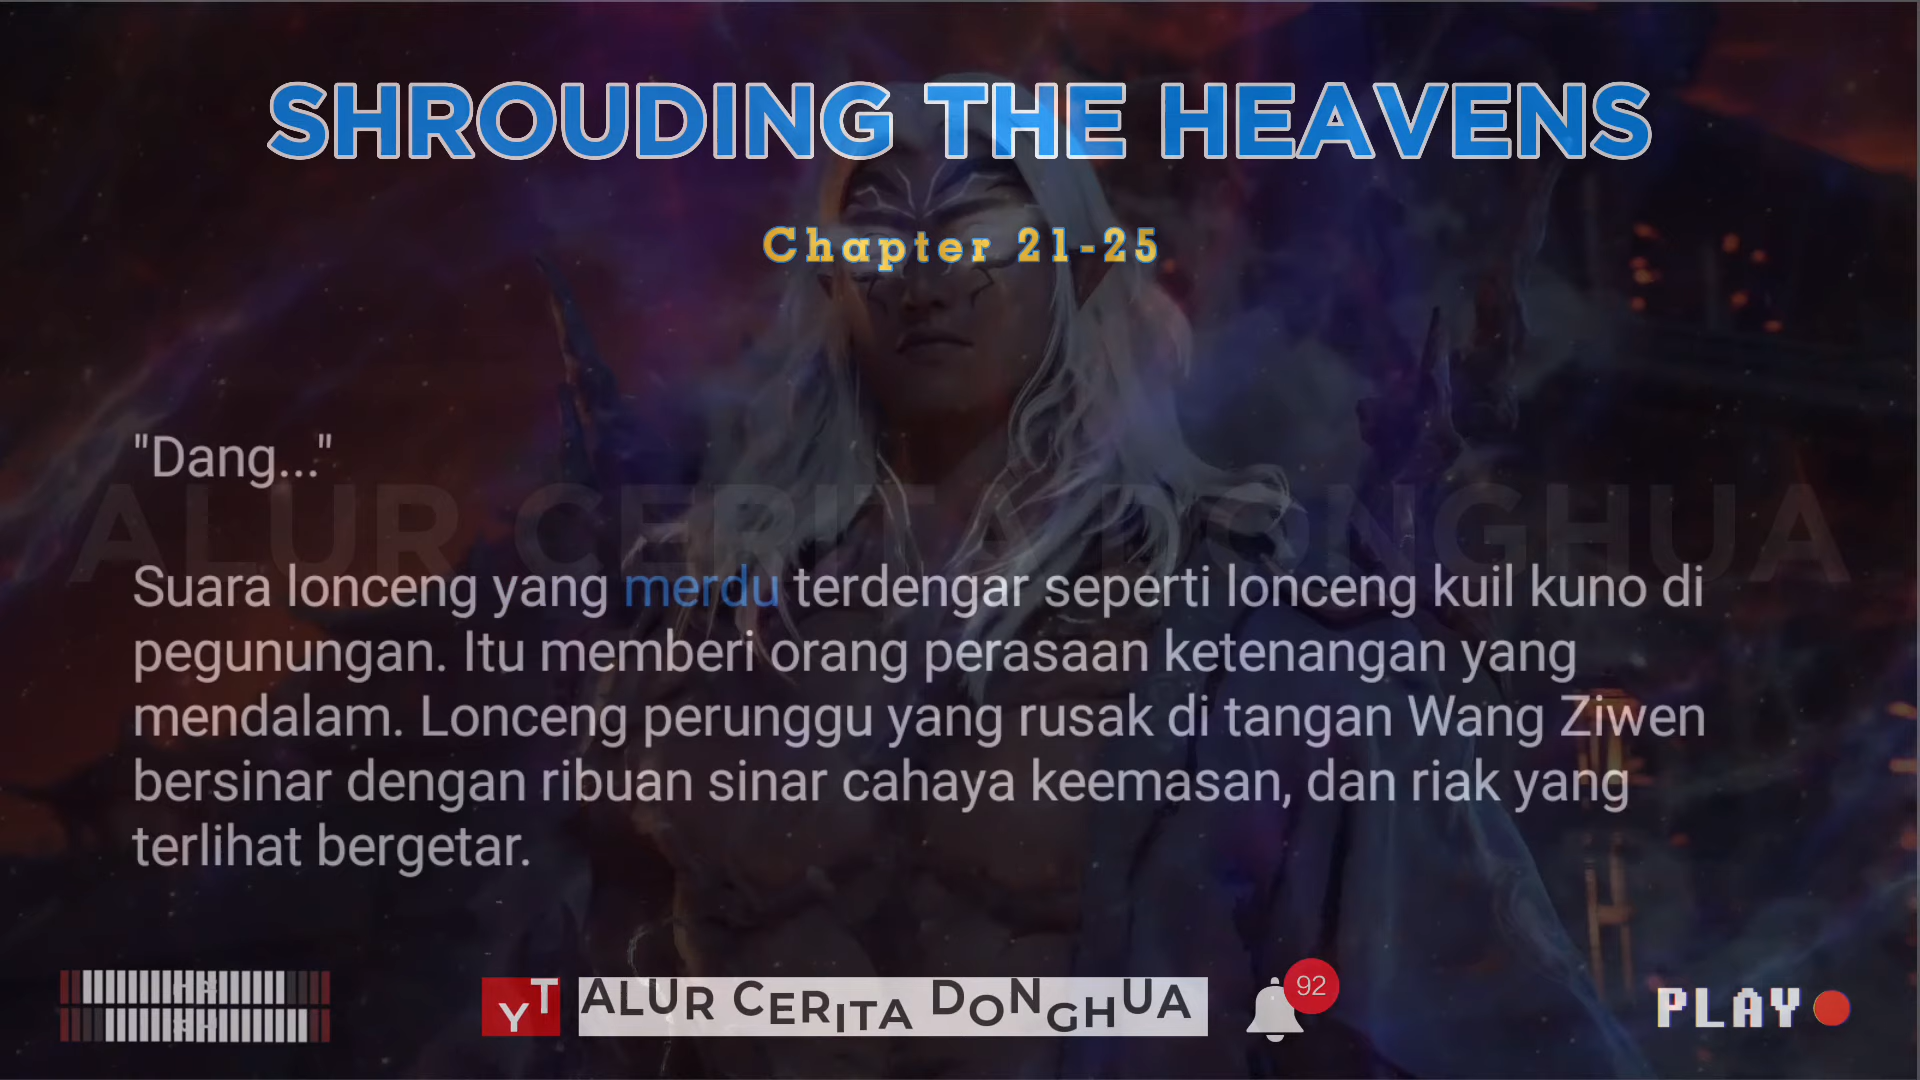 SHROUDING THE HEAVENS
Chapter 21-25
"Dang..."
ALUR CERITA DONGHUA
Suara lonceng yang merdu terdengar seperti lonceng kuil kuno di
pegunungan. Itu memberi orang perasaan ketenangan yang
mendalam. Lonceng perunggu yang rusak di tangan Wang Ziwen
bersinar dengan ribuan sinar cahaya keemasan, dan riak yang
terlihat bergetar.
YT ALUR CERITA DONGHUA 92
PLAY